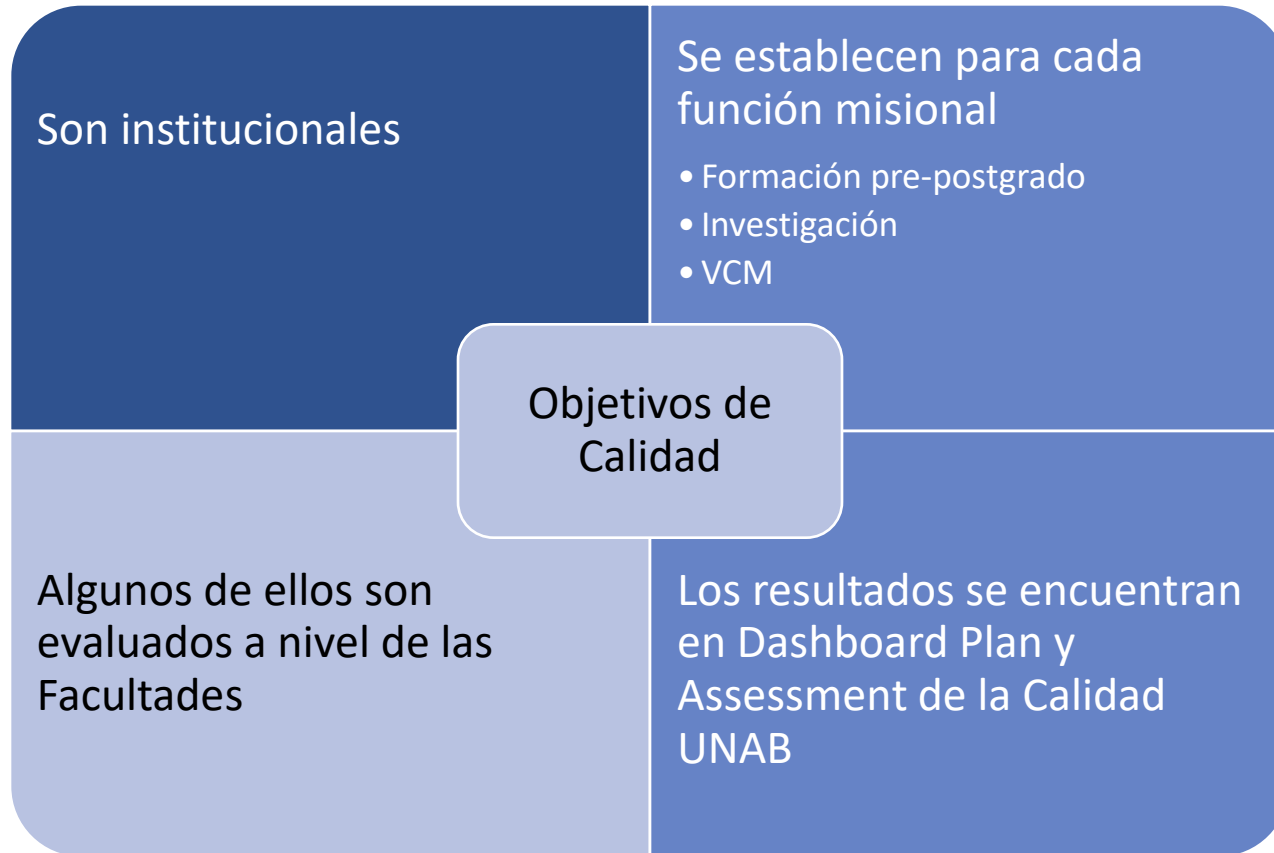 Son institucionales
Se establecen para cada
función misional
• Formación pre-postgrado
• Investigación
• VCM
Objetivos de
Calidad
Algunos de ellos son
evaluados a nivel de las
Facultades
Los resultados se encuentran
en Dashboard Plan y
Assessment de la Calidad
UNAB